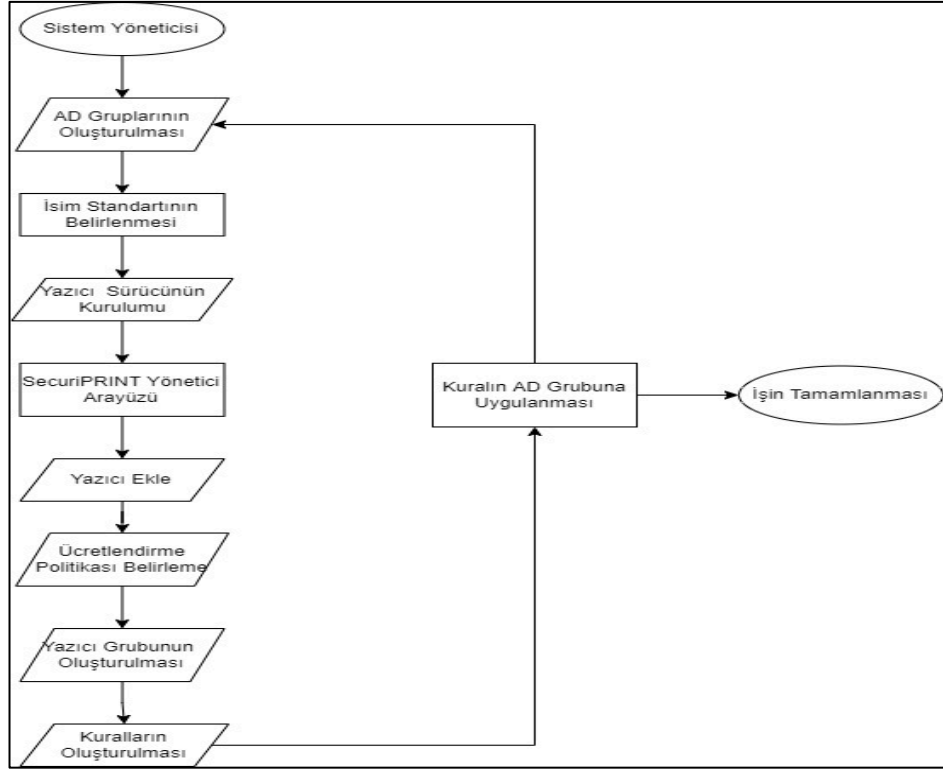 Sistem Yöneticisi
AD Gruplarının
Oluşturulması
İsim Standartının
Belirlenmesi
Yazıcı Sürücünün
Kurulumu
SecuriPRINT Yönetici
Arayüzü
Yazıcı Ekle
Ücretlendirme
Politikası Belirleme
Yazıcı Grubunun
Oluşturulması
Kuralların
Oluşturulması
Kuralın AD Grubuna
Uygulanması
İşin Tamamlanması